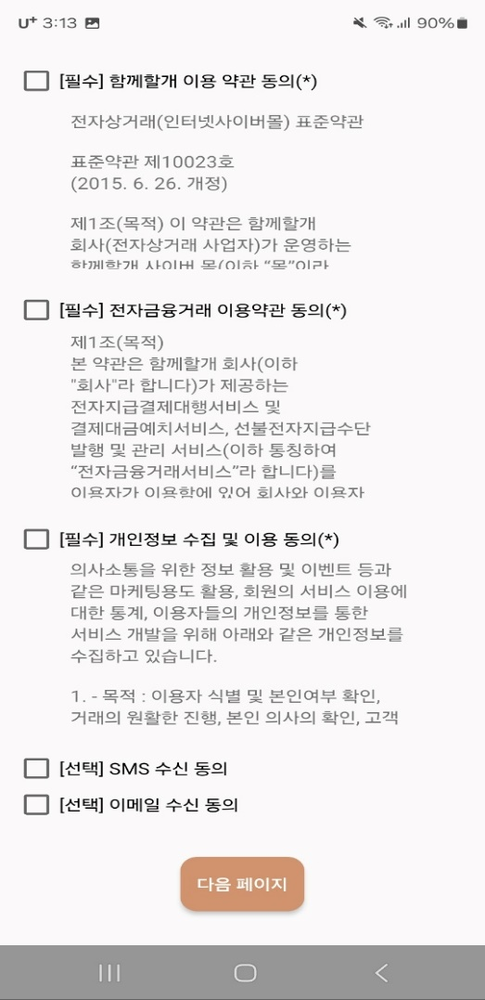 U+ 3:13 90%
[필수] 함께할개 이용 약관 동의(*)
전자상거래(인터넷사이버몰) 표준약관
표준약관 제10023호
(2015. 6. 26. 개정)
제1조(목적) 이 약관은 함께할개
회사(전자상거래 사업자)가 운영하는
함께할개 사이버 몰(이하 “몰”이라
[필수] 전자금융거래 이용약관 동의(*)
제1조(목적)
본 약관은 함께할개 회사(이하
"회사"라 합니다)가 제공하는
전자지급결제대행서비스 및
결제대금예치서비스, 선불전자지급수단
발행 및 관리 서비스(이하 통칭하여
“전자금융거래서비스”라 합니다)를
이용자가 이용함에 있어 회사와 이용자
[필수] 개인정보 수집 및 이용 동의(*)
의사소통을 위한 정보 활용 및 이벤트 등과
같은 마케팅용도 활용, 회원의 서비스 이용에
대한 통계, 이용자들의 개인정보를 통한
서비스 개발을 위해 아래와 같은 개인정보를
수집하고 있습니다.
1. - 목적 : 이용자 식별 및 본인여부 확인,
거래의 원활한 진행, 본인 의사의 확인, 고객
[선택] SMS 수신 동의
[선택] 이메일 수신 동의
다음 페이지